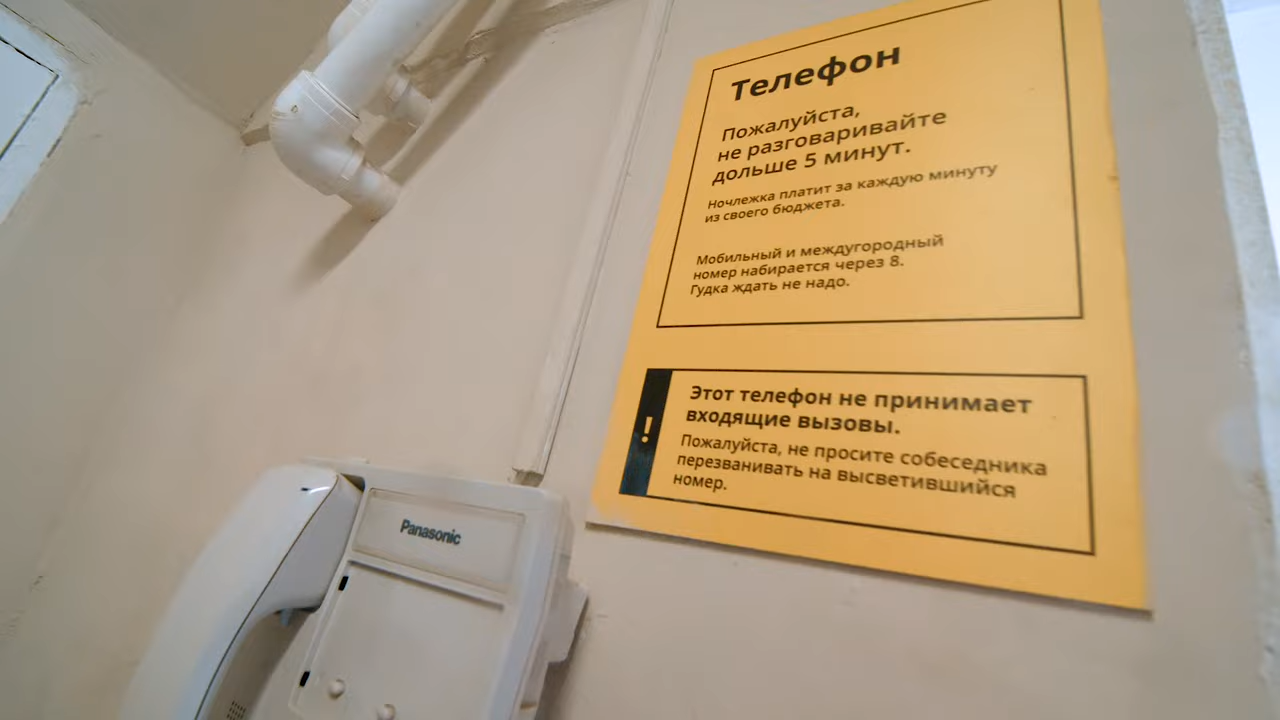 Телефон
Пожалуйста,
не разговаривайте
дольше 5 минут.
Ночлежка платит за каждую минуту
из своего бюджета.
Мобильный и междугородный
номер набирается через 8.
Гудка ждать не надо.
!
Этот телефон не принимает
входящие вызовы.
Пожалуйста, не просите собеседника
перезванивать на высветившийся
номер.
Panasonic